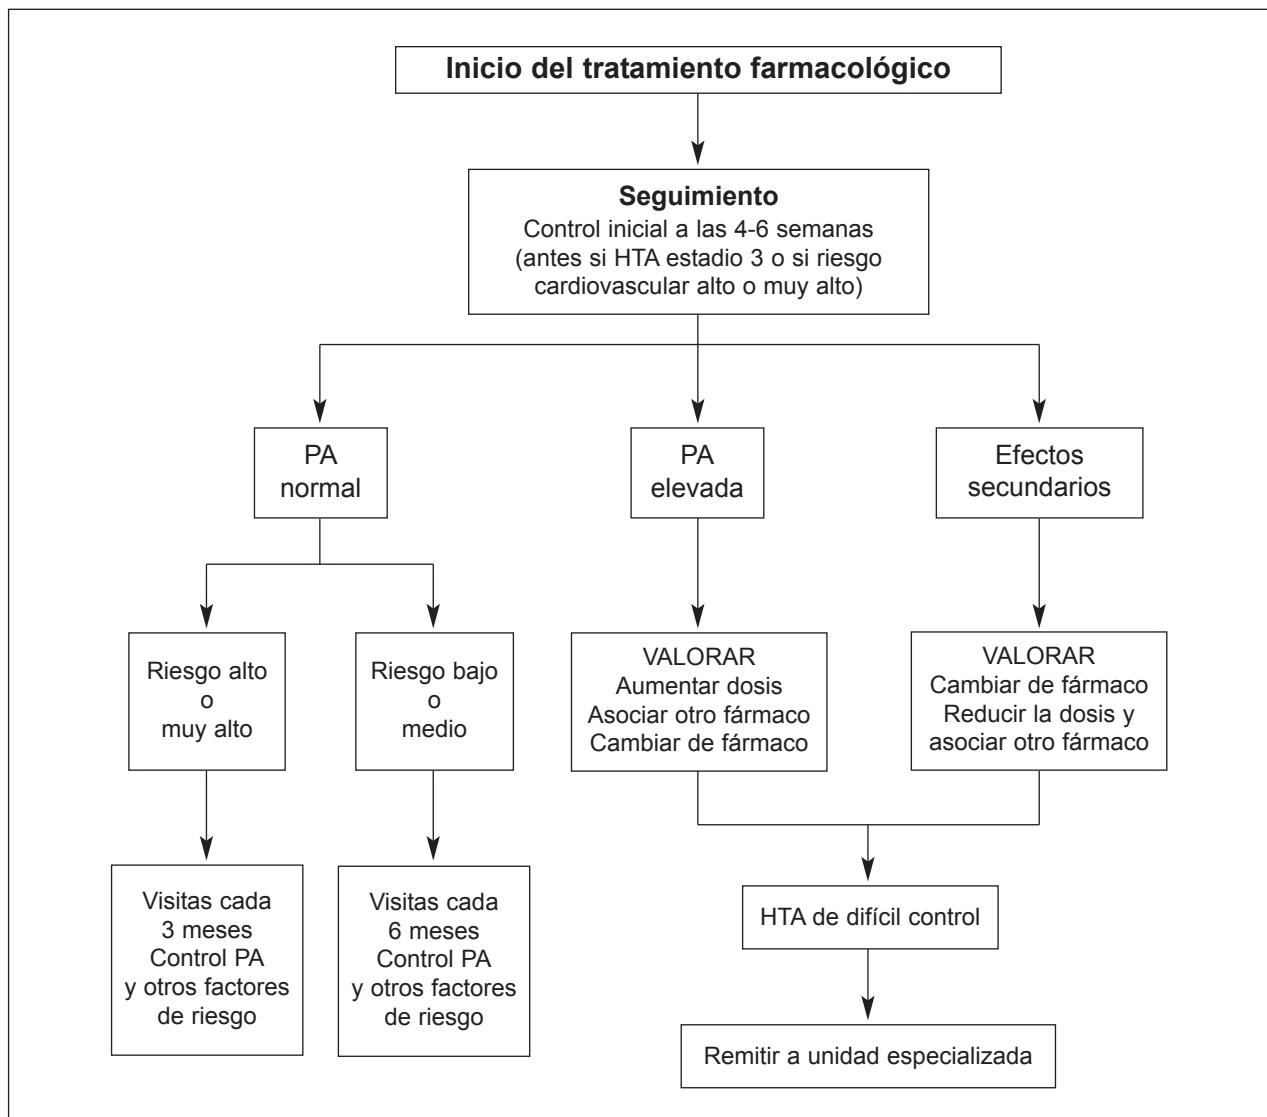 Inicio del tratamiento farmacológico
Seguimiento
Control inicial a las 4-6 semanas
(antes si HTA estadio 3 o si riesgo
cardiovascular alto o muy alto)
PA
normal
PA
elevada
Efectos
secundarios
Riesgo alto
o
muy alto
Riesgo bajo
o
medio
VALORAR
Aumentar dosis
Asociar otro fármaco
Cambiar de fármaco
VALORAR
Cambiar de fármaco
Reducir la dosis y
asociar otro fármaco
Visitas cada
3 meses
Control PA
y otros factores
de riesgo
Visitas cada
6 meses
Control PA
y otros factores
de riesgo
HTA de difícil control
Remitir a unidad especializada